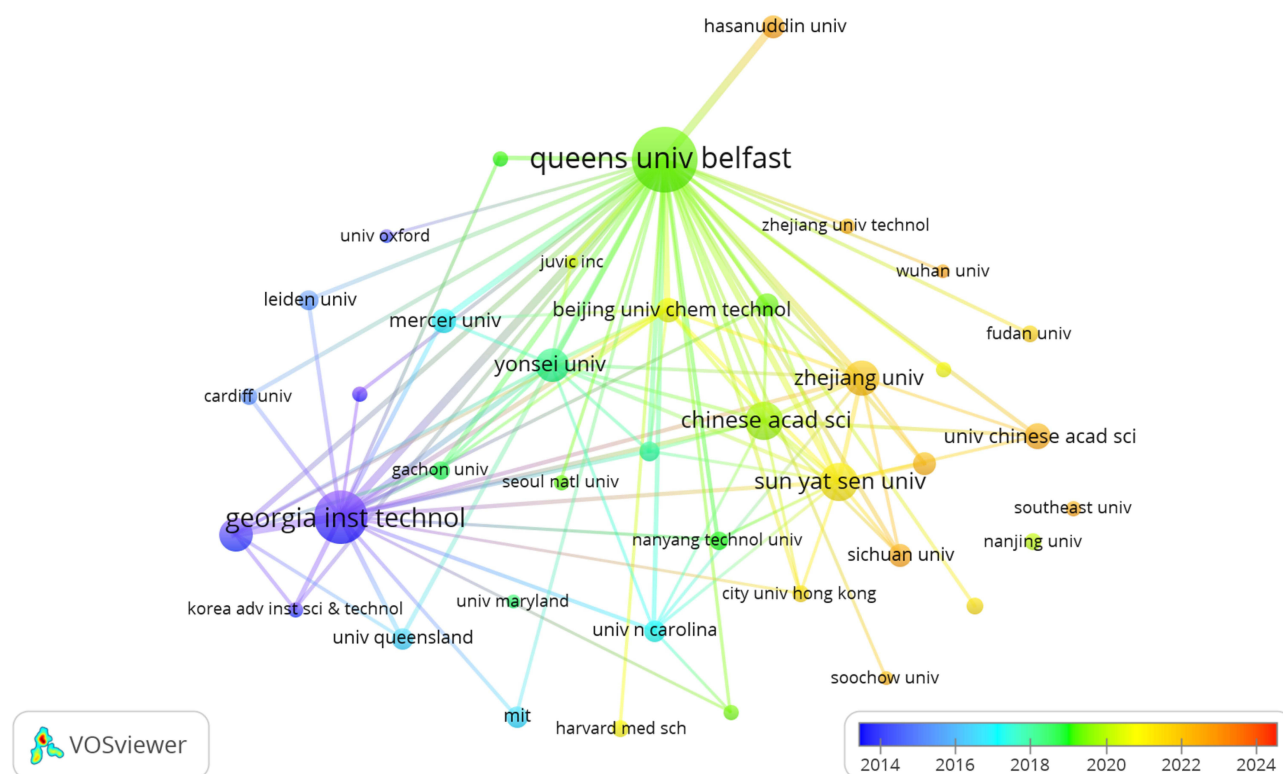 hasanuddin univ
queens univ belfast
zhejiang univ technol
univ oxford
juvic inc
wuhan univ
leiden univ
beijing univ chem technol
mercer univ
fudan univ
yonsei univ
zhejiang univ
cardiff univ
chinese acad sci
univ chinese acad sci
gachon univ
seoul natl univ
sun yat sen univ
southeast univ
georgia inst technol
nanyang technol univ
nanjing univ
sichuan univ
city univ hong kong
korea adv inst sci & technol
univ maryland
univ queensland
univ n carolina
soochow univ
mit
harvard med sch
VOSviewer
2014 2016 2018 2020 2022 2024